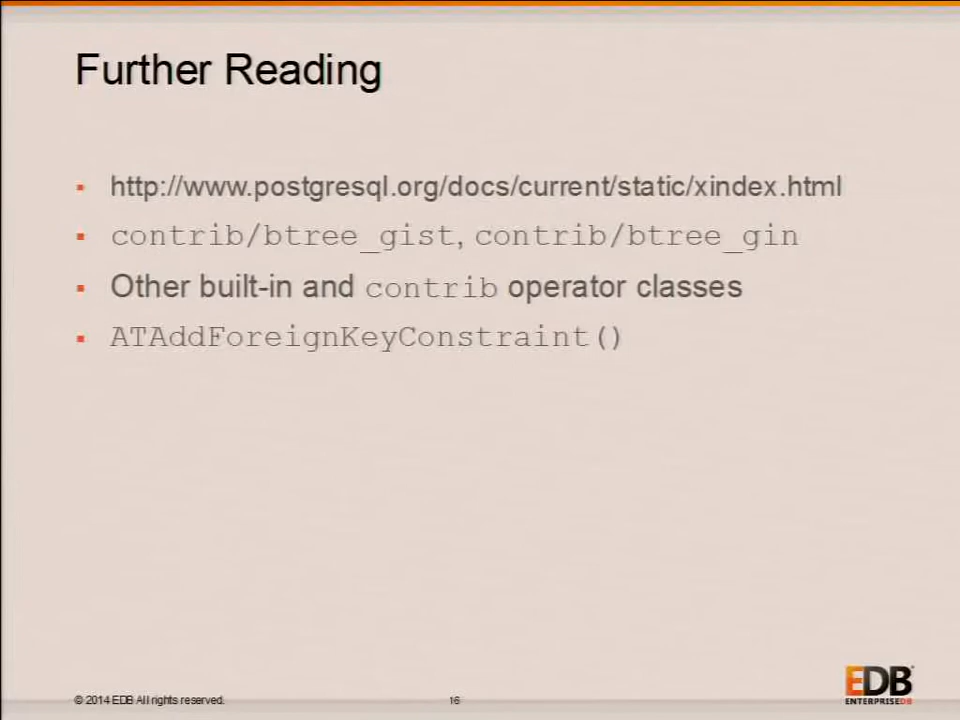 Further Reading
http://www.postgresql.org/docs/current/static/xindex.html
contrib/btree_gist, contrib/btree_gin
Other built-in and contrib operator classes
ATAddForeignKeyConstraint()
© 2014 EDB All rights reserved.
16
EDB
ENTERPRISEDB